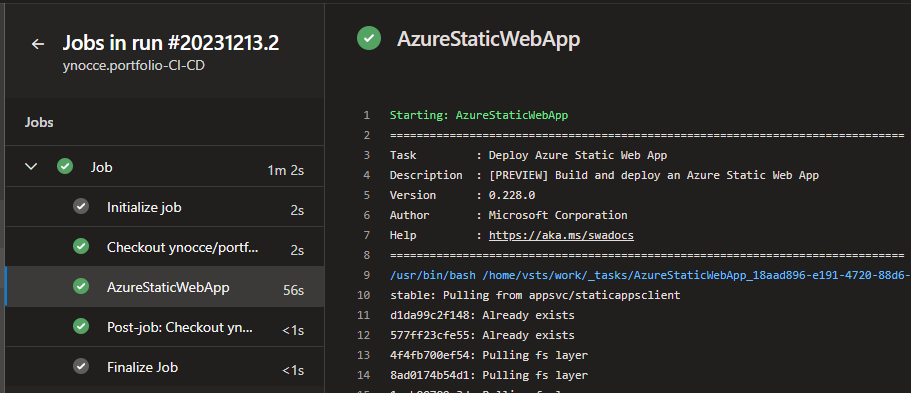 Jobs in run #20231213.2
ynocce.portfolio-CI-CD
Jobs
Job 1m 2s
Initialize job 2s
Checkout ynocce/portf... 2s
AzureStaticWebApp 56s
Post-job: Checkout yn... <1s
Finalize Job <1s
AzureStaticWebApp
1 Starting: AzureStaticWebApp
2 ==============================================================================
3 Task : Deploy Azure Static Web App
4 Description : [PREVIEW] Build and deploy an Azure Static Web App
5 Version : 0.228.0
6 Author : Microsoft Corporation
7 Help : https://aka.ms/swadocs
8 ==============================================================================
9 /usr/bin/bash /home/vsts/work/_tasks/AzureStaticWebApp_18aad896-e191-4720-88d6-
10 stable: Pulling from appsvc/staticappsclient
11 d1da99c2f148: Already exists
12 577ff23cfe55: Already exists
13 4f4fb700ef54: Pulling fs layer
14 8ad0174b54d1: Pulling fs layer